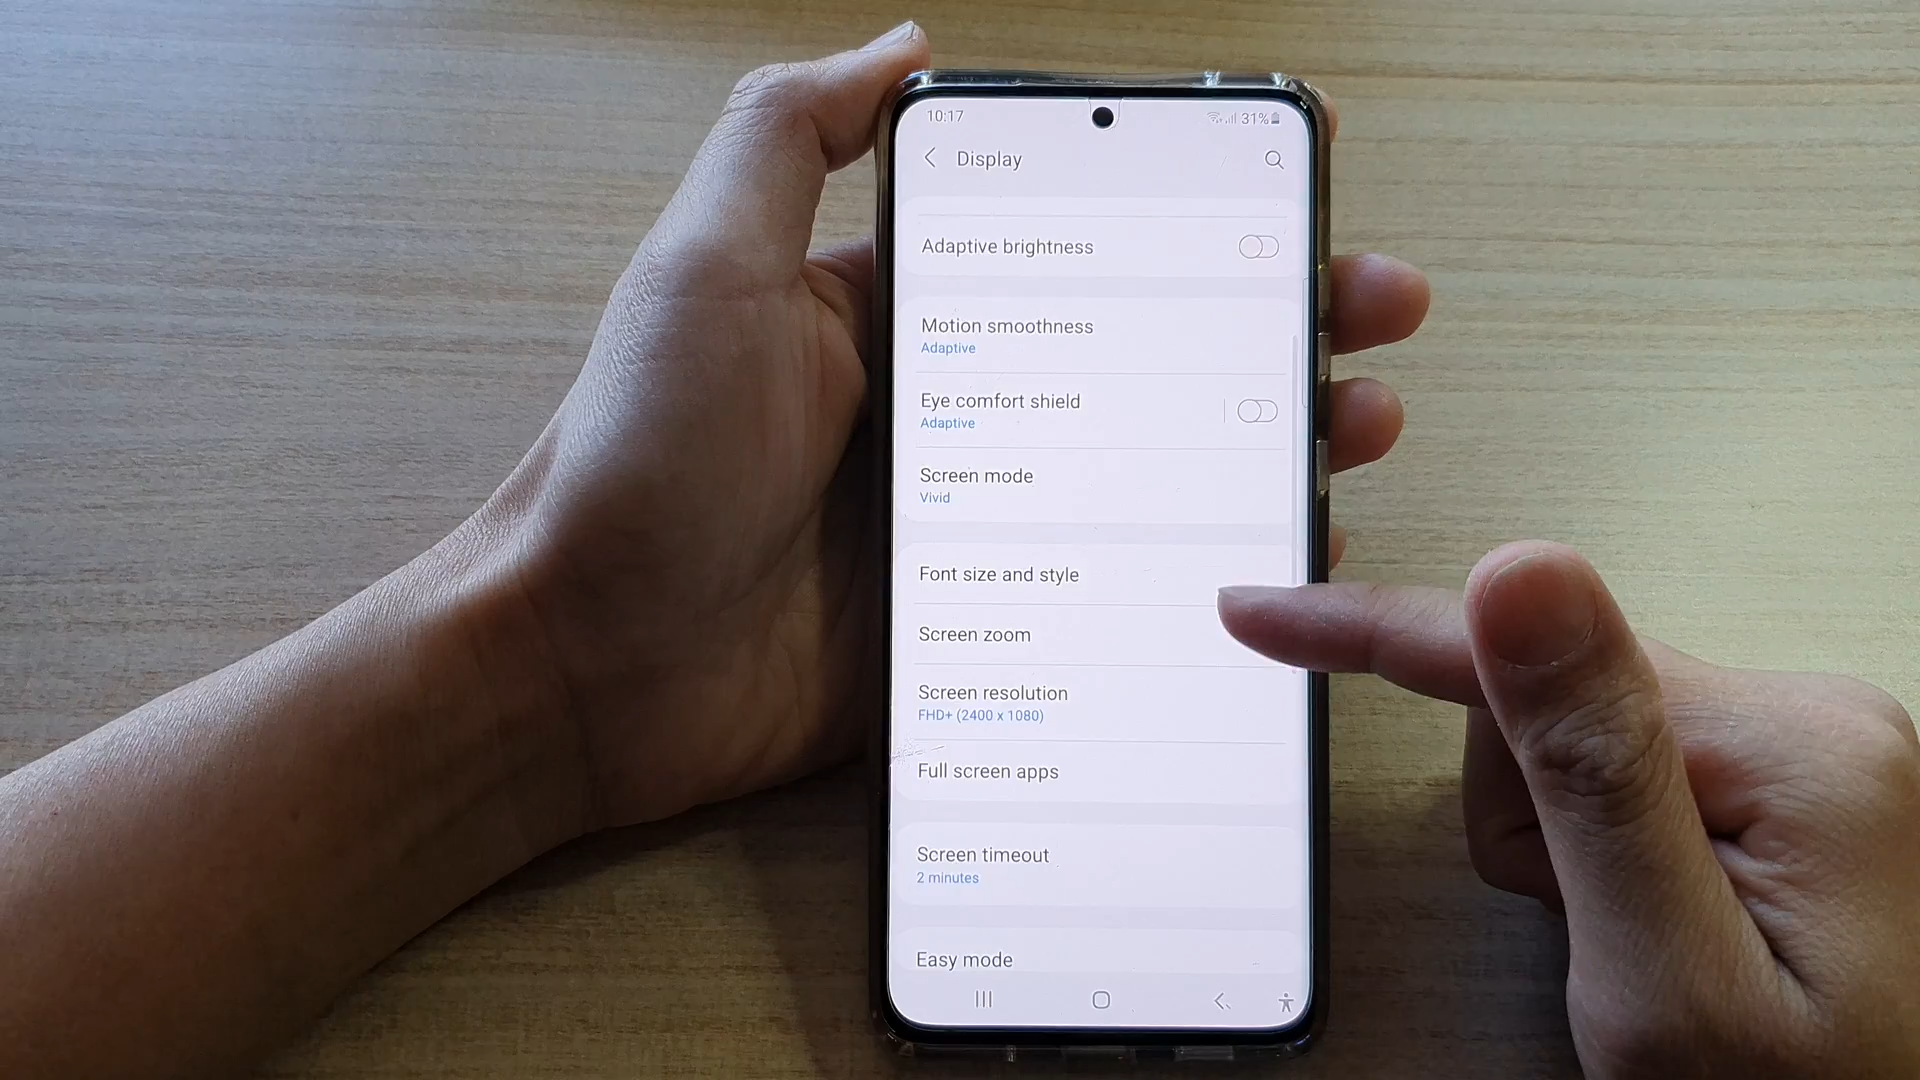 10:17
31%
Display
Adaptive brightness
Motion smoothness
Adaptive
Eye comfort shield
Adaptive
Screen mode
Vivid
Font size and style
Screen zoom
Screen resolution
FHD+ (2400 x 1080)
Full screen apps
Screen timeout
2 minutes
Easy mode